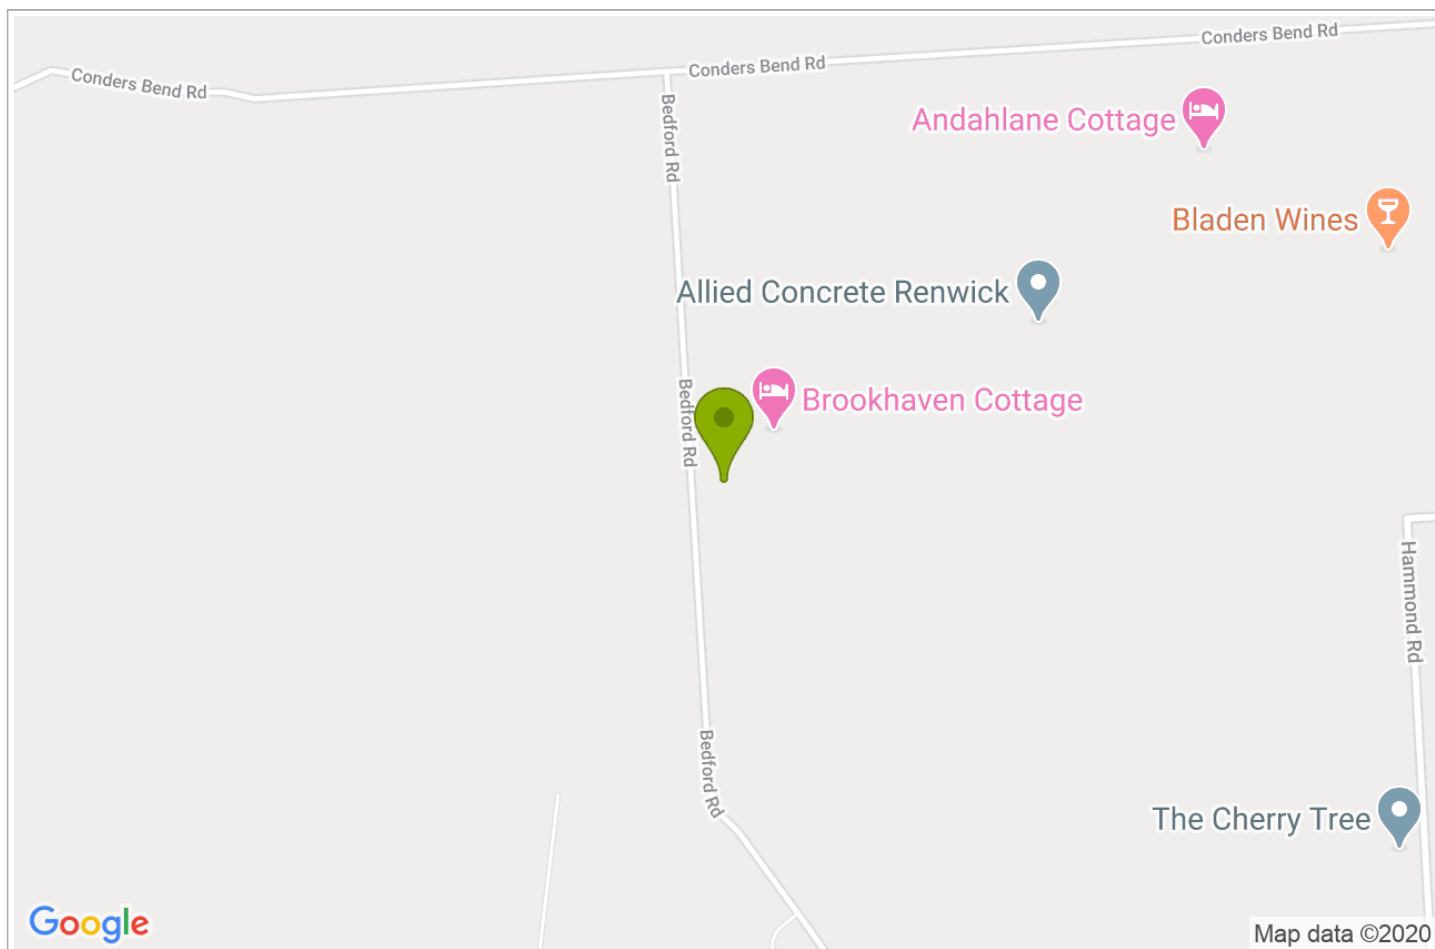 Conders Bend Rd
Conders Bend Rd
Conders Bend Rd
Bedford Rd
Andahlane Cottage
Bladen Wines
Allied Concrete Renwick
Bedford Rd
Brookhaven Cottage
Hammond Rd
Bedford Rd
The Cherry Tree
Google
Map data ©2020